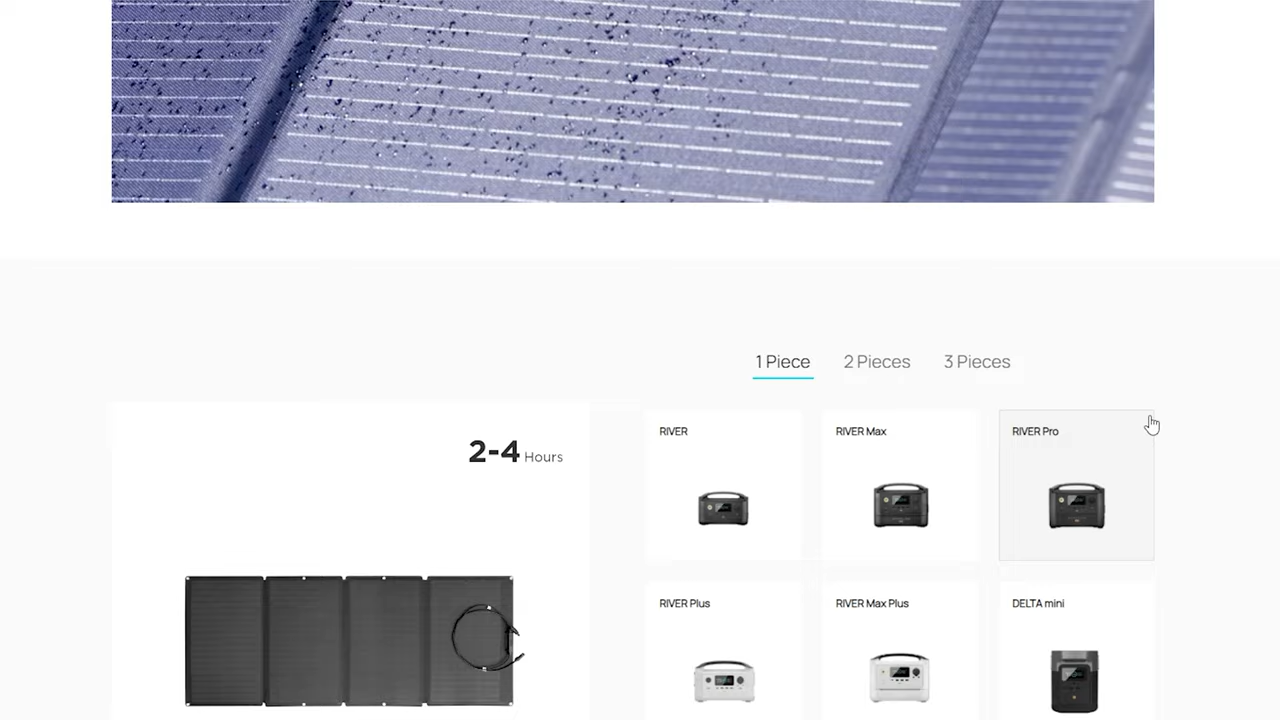 1 Piece 2 Pieces 3 Pieces
2-4 Hours
RIVER
RIVER Max
RIVER Pro
RIVER Plus
RIVER Max Plus
DELTA mini